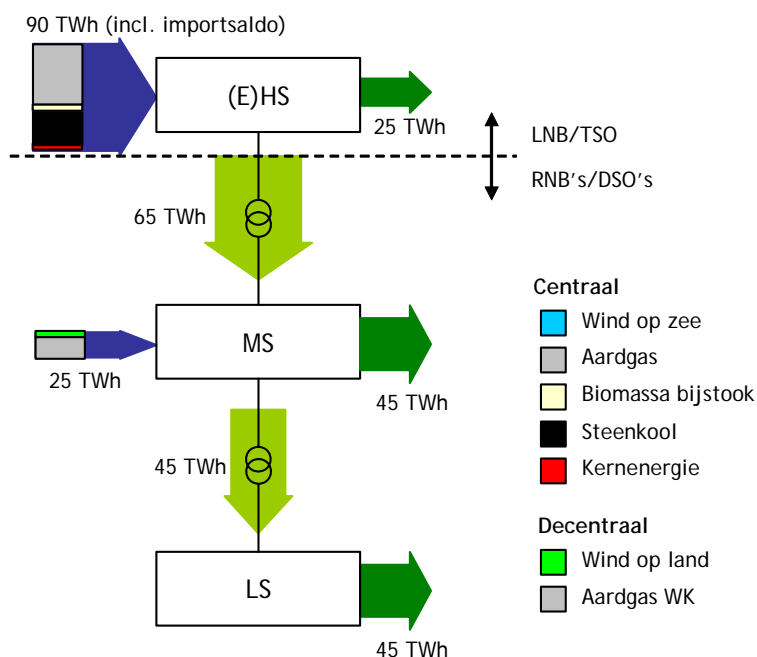 90 TWh (incl. importsaldo)
(E)HS
25 TWh
LNB/TSO
RNB's/DSO's
65 TWh
MS
25 TWh
45 TWh
45 TWh
LS
45 TWh
Centraal
Wind op zee
Aardgas
Biomassa bijstook
Steenkool
Kernenergie
Decentraal
Wind op land
Aardgas WK